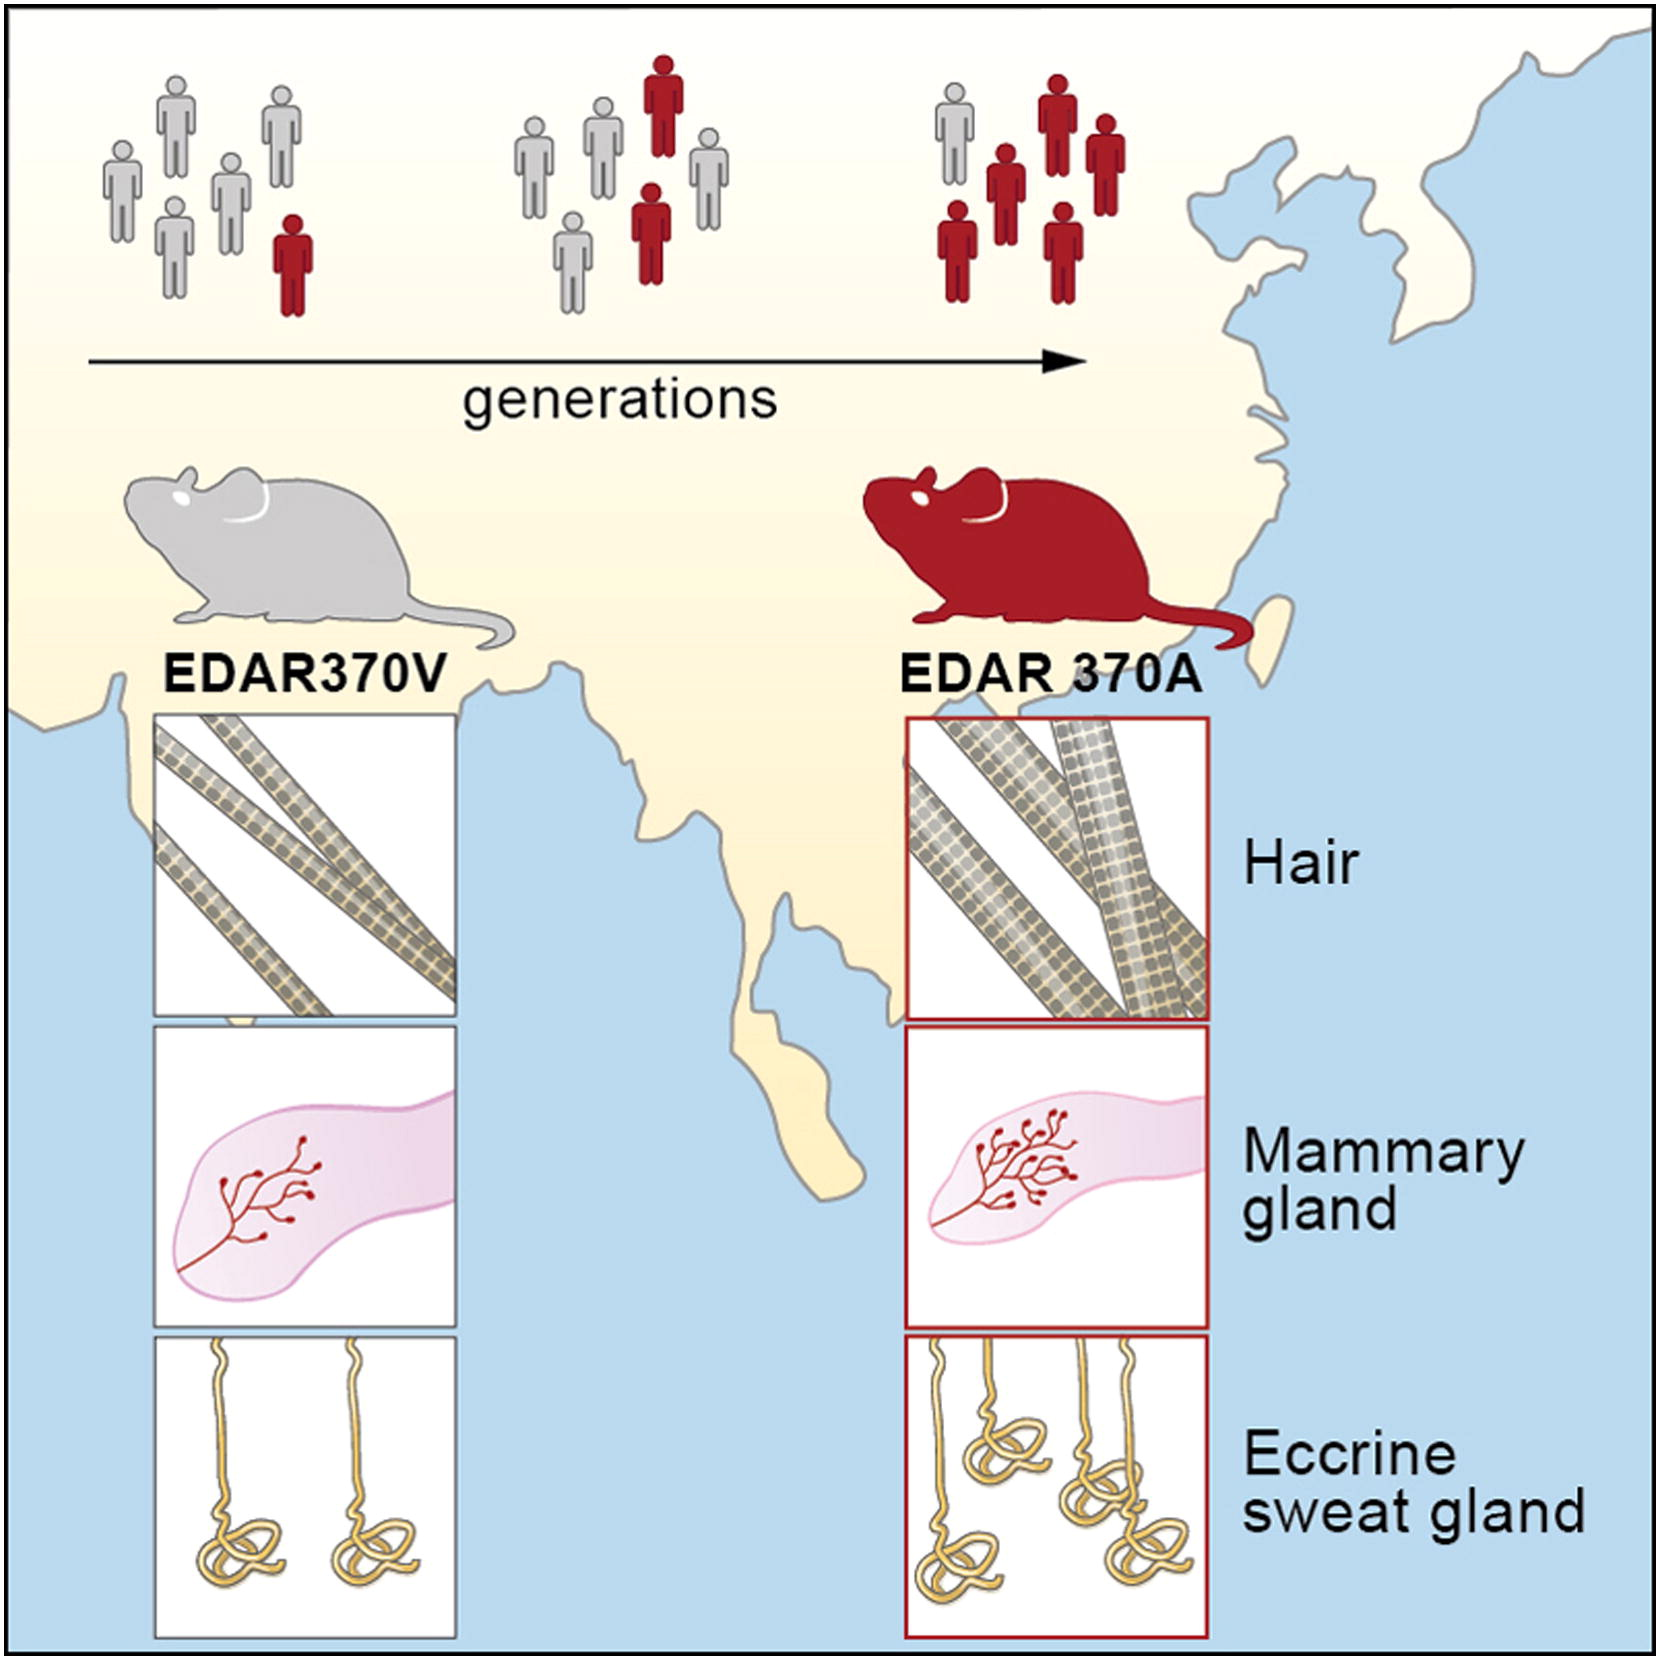 generations
EDAR370V
EDAR 370A
Hair
Mammary
gland
Eccrine
sweat gland